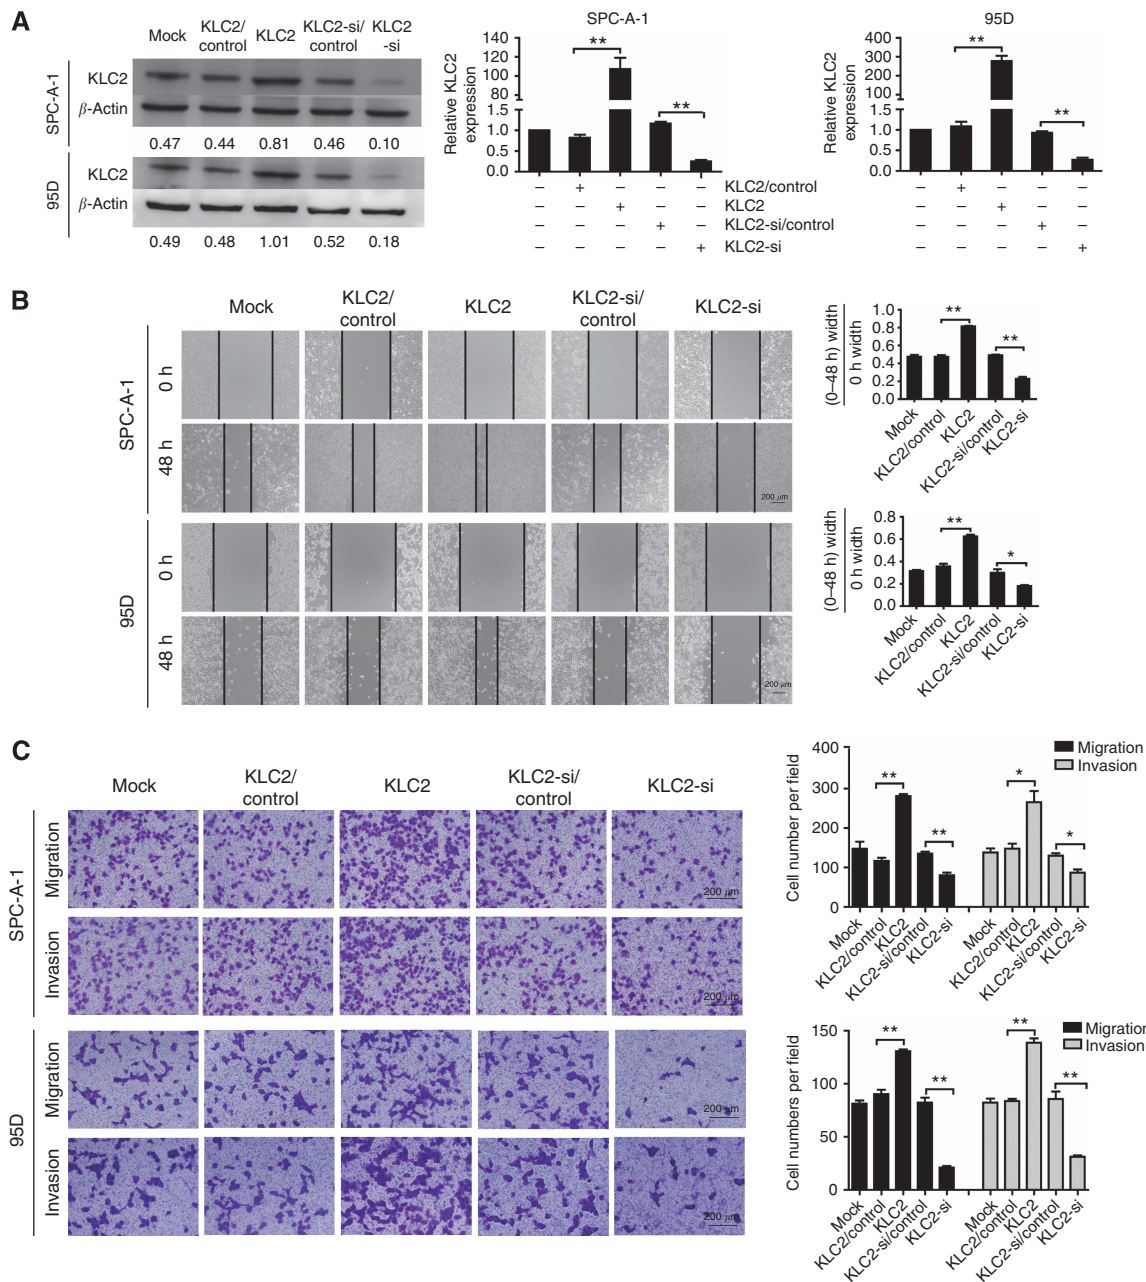 A
Mock
KLC2/
control
KLC2
KLC2-si/
control
KLC2
-si
SPC-A-1
KLC2
β-Actin
0.47 0.44 0.81 0.46 0.10
95D
KLC2
β-Actin
0.49 0.48 1.01 0.52 0.18
SPC-A-1
Relative KLC2
expression
140
120
100
80
60
1.5
1.0
0.5
0.0
**
**
– + – – – KLC2/control
– – + – – KLC2
– – – + – KLC2-si/control
– – – – + KLC2-si
95D
Relative KLC2
expression
400
300
200
100
1.5
1.0
0.5
0.0
**
**
– + – – –
– – + – –
– – – + –
– – – – +
B
Mock
KLC2/
control
KLC2
KLC2-si/
control
KLC2-si
SPC-A-1
0 h
48 h
200 μm
95D
0 h
48 h
200 μm
(0–48 h) width
0 h width
1.0
0.8
0.6
0.4
0.2
0.0
**
**
Mock
KLC2/control
KLC2
KLC2-si/control
KLC2-si
(0–48 h) width
0 h width
0.8
0.6
0.4
0.2
0.0
**
*
Mock
KLC2/control
KLC2
KLC2-si/control
KLC2-si
C
Mock
KLC2/
control
KLC2
KLC2-si/
control
KLC2-si
SPC-A-1
Migration
200 μm
Invasion
200 μm
95D
Migration
200 μm
Invasion
200 μm
Cell number per field
400
300
200
100
0
Migration
Invasion
**
**
*
*
Mock
KLC2/control
KLC2
KLC2-si/control
KLC2-si
Mock
KLC2/control
KLC2
KLC2-si/control
KLC2-si
Cell numbers per field
150
100
50
0
Migration
Invasion
**
**
**
**
Mock
KLC2/control
KLC2
KLC2-si/control
KLC2-si
Mock
KLC2/control
KLC2
KLC2-si/control
KLC2-si